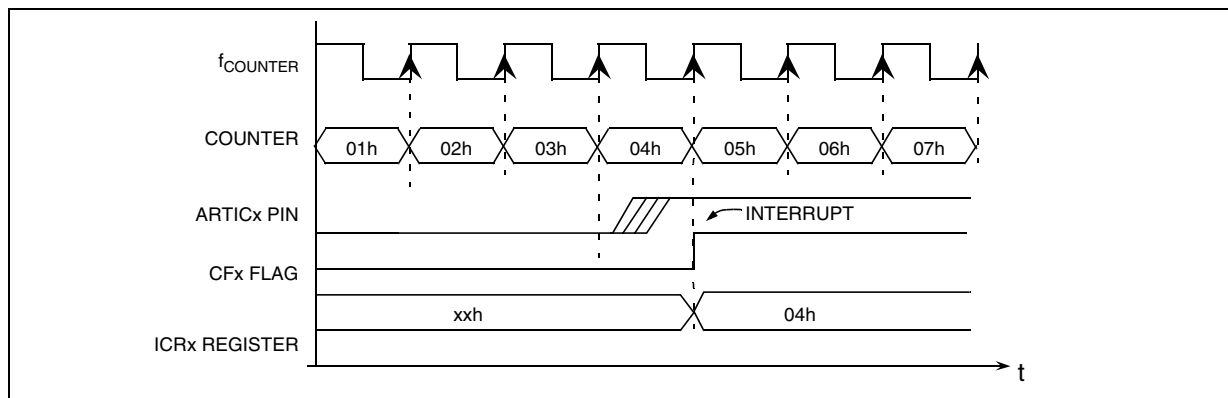 fCOUNTER
COUNTER
01h 02h 03h 04h 05h 06h 07h
ARTICx PIN
INTERRUPT
CFx FLAG
xxh 04h
ICRx REGISTER
t